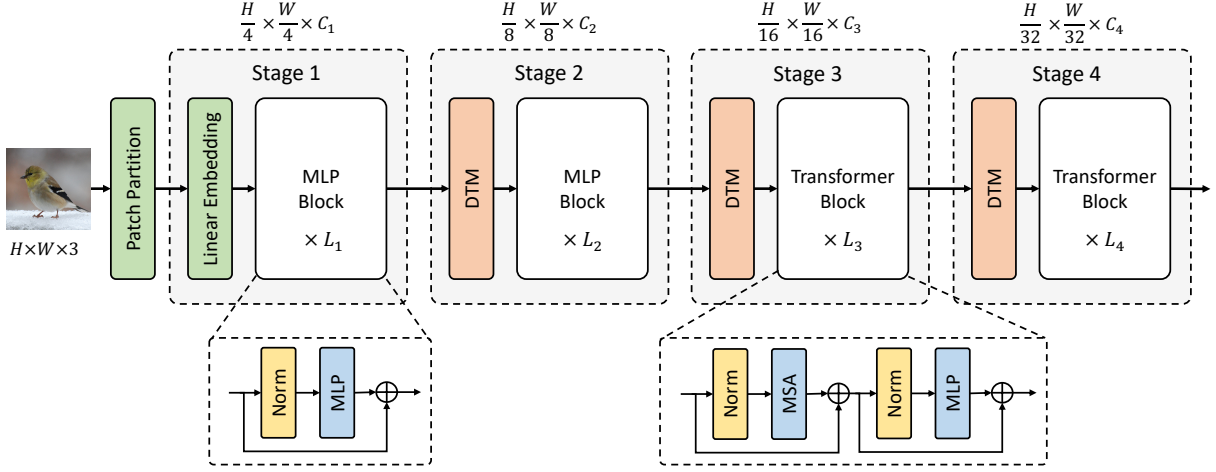 H/4 × W/4 × C₁
H/8 × W/8 × C₂
H/16 × W/16 × C₃
H/32 × W/32 × C₄
Stage 1
Stage 2
Stage 3
Stage 4
H×W×3
Patch Partition
Linear Embedding
MLP
Block
× L₁
DTM
MLP
Block
× L₂
DTM
Transformer
Block
× L₃
DTM
Transformer
Block
× L₄
Norm
MLP
Norm
MSA
Norm
MLP